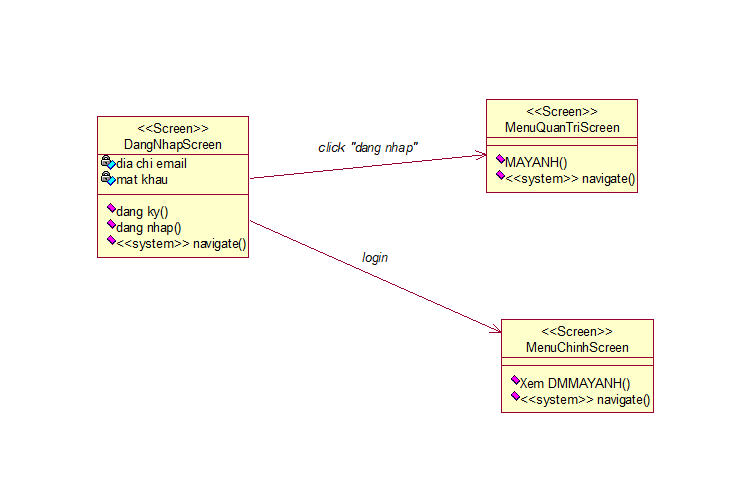 <<Screen>>
DangNhapScreen
dia chi email
mat khau
dang ky()
dang nhap()
<<system>> navigate()
click "dang nhap"
login
<<Screen>>
MenuQuanTriScreen
MAYANH()
<<system>> navigate()
<<Screen>>
MenuChinhScreen
Xem DMMAYANH()
<<system>> navigate()